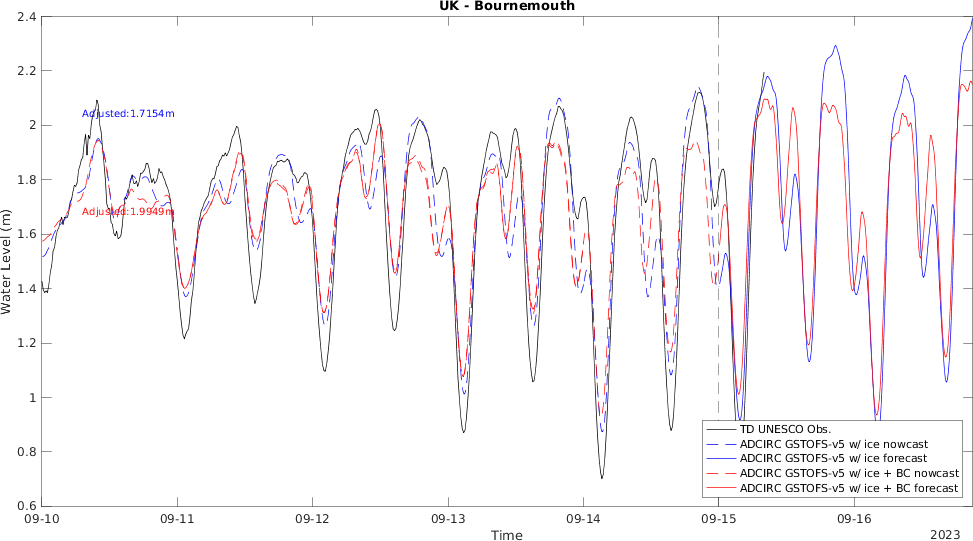 UK - Bournemouth
2.4
2.2
2
1.8
1.6
1.4
1.2
1
0.8
0.6
Water Level (m)
Adjusted:1.7154m
Adjusted:1.9949m
TD UNESCO Obs.
ADCIRC GSTOFS-v5 w/ ice nowcast
ADCIRC GSTOFS-v5 w/ ice forecast
ADCIRC GSTOFS-v5 w/ ice + BC nowcast
ADCIRC GSTOFS-v5 w/ ice + BC forecast
09-10 09-11 09-12 09-13 09-14 09-15 09-16
Time
2023